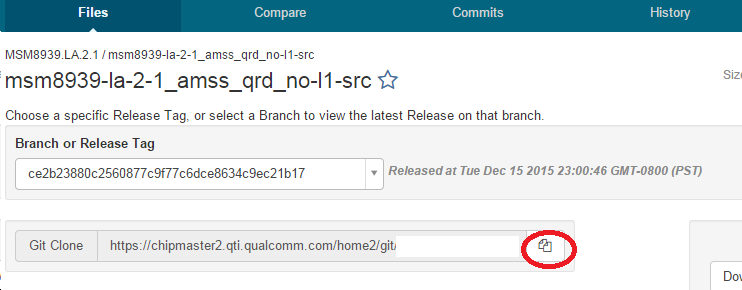 Files Compare Commits History
MSM8939.LA.2.1 / msm8939-la-2-1_amss_qrd_no-l1-src
msm8939-la-2-1_amss_qrd_no-l1-src
Choose a specific Release Tag, or select a Branch to view the latest Release on that branch.
Branch or Release Tag
ce2b23880c2560877c9f77c6dce8634c9ec21b17 Released at Tue Dec 15 2015 23:00:46 GMT-0800 (PST)
Git Clone https://chipmaster2.qti.qualcomm.com/home2/git/